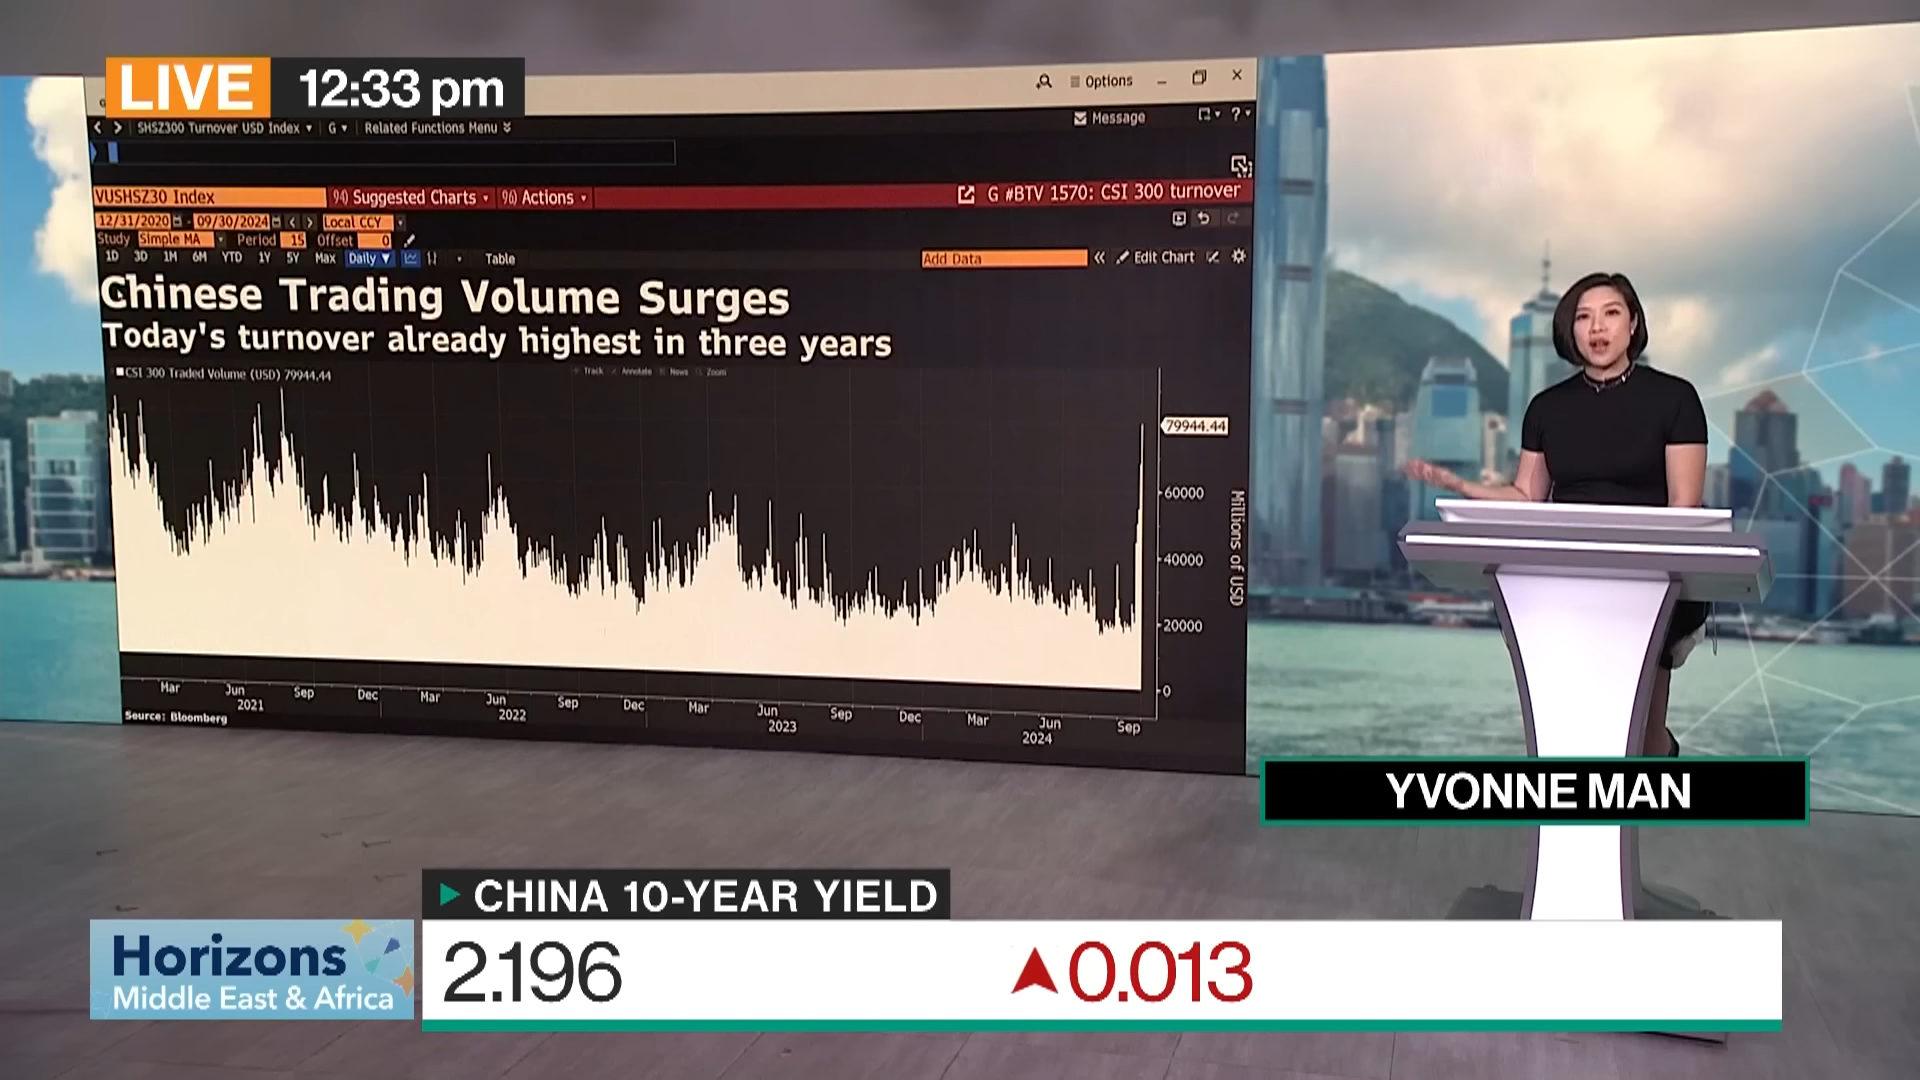 LIVE 12:33 pm
Options
SHSZ300 Turnover USD Index G Related Functions Menu
Message
?
VUSHSZ30 Index 94) Suggested Charts 96) Actions G #BTV 1570: CSI 300 turnover
12/31/2020 - 09/30/2024 Local CCY
Study Simple MA Period 15 Offset 0
1D 3D 1M 6M YTD 1Y 5Y Max Daily Table Add Data Edit Chart
Chinese Trading Volume Surges
Today's turnover already highest in three years
CSI 300 Traded Volume (USD) 79944.44
Track Annotate News Zoom
79944.44
60000
40000
20000
0
Millions of USD
Mar Jun Sep Dec Mar Jun Sep Dec Mar Jun Sep Dec Mar Jun Sep
2021 2022 2023 2024
Source: Bloomberg
YVONNE MAN
CHINA 10-YEAR YIELD
2.196 0.013
Horizons
Middle East & Africa